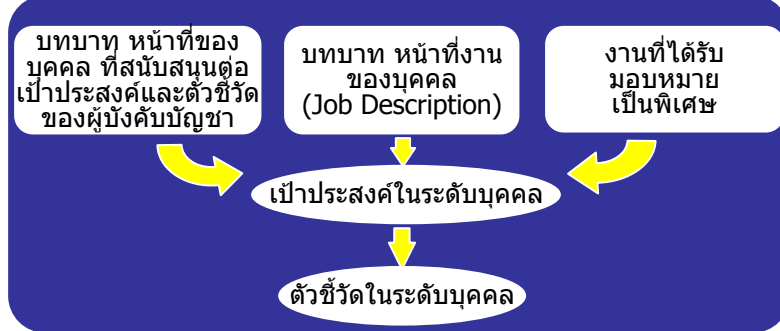 บทบาท หน้าที่ของ
บุคคล ที่สนับสนุนต่อ
เป้าประสงค์และตัวชี้วัด
ของผู้บังคับบัญชา
บทบาท หน้าที่งาน
ของบุคคล
(Job Description)
งานที่ได้รับ
มอบหมาย
เป็นพิเศษ
เป้าประสงค์ในระดับบุคคล
ตัวชี้วัดในระดับบุคคล